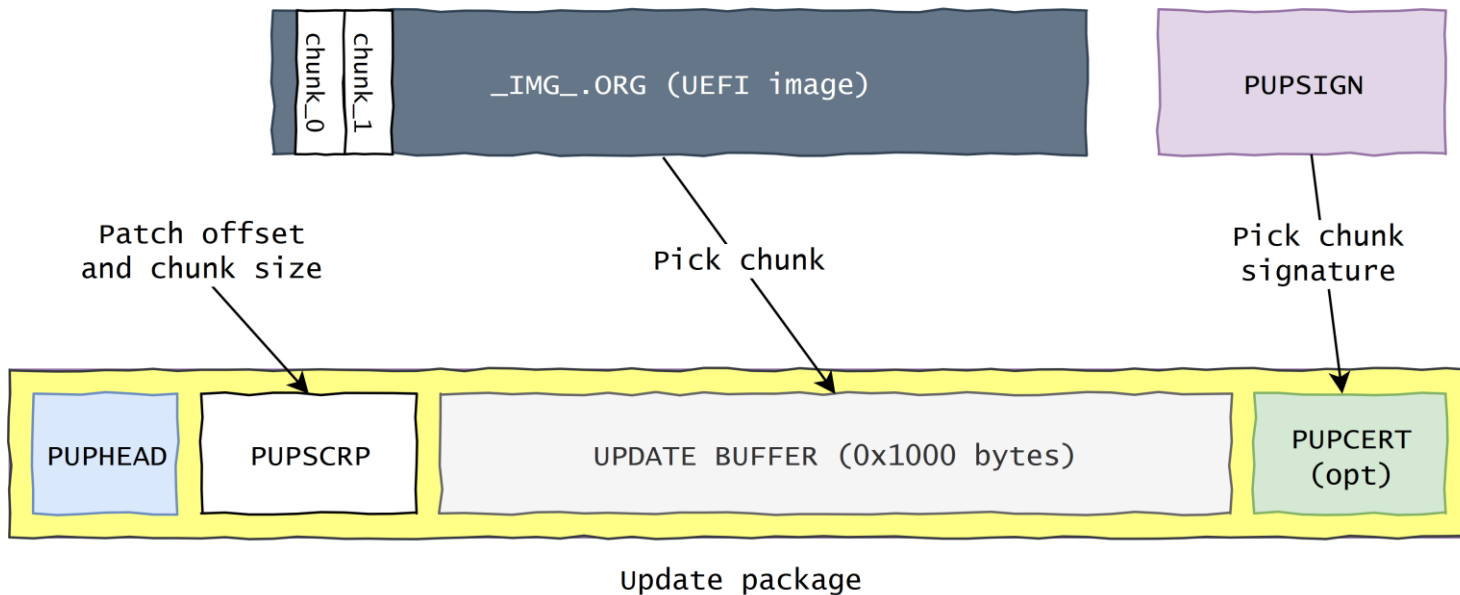 chunk_0
chunk_1
_IMG_.ORG (UEFI image)
PUPSIGN
Patch offset
and chunk size
Pick chunk
Pick chunk
signature
PUPHEAD
PUPSCRP
UPDATE BUFFER (0x1000 bytes)
PUPCERT
(opt)
Update package